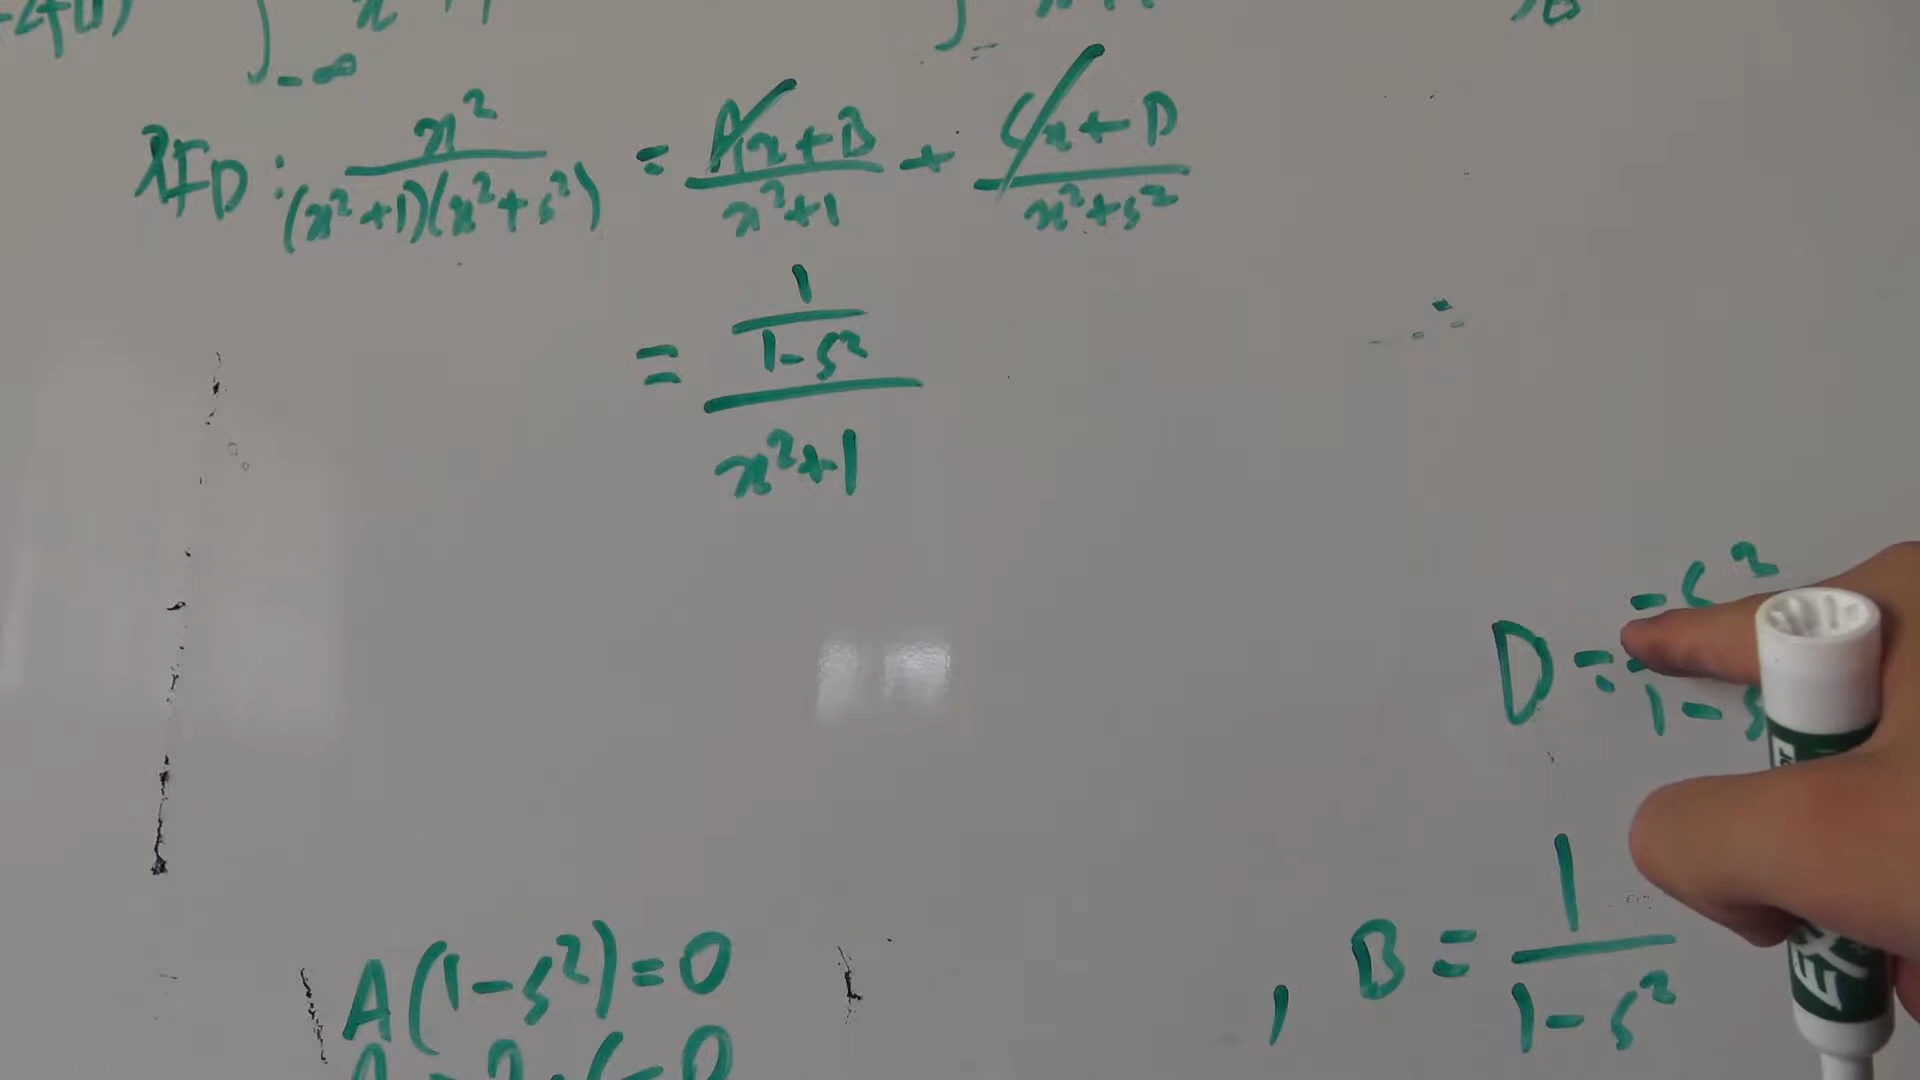 ∫_{-∞}
PFD: x²/((x²+1)(x²+s²)) = (Ax+B)/(x²+1) + (Cx+D)/(x²+s²)
= (1/(1-s²))/(x²+1)
D = -s²/1-s
A(1-s²)=0
, B = 1/(1-s²)